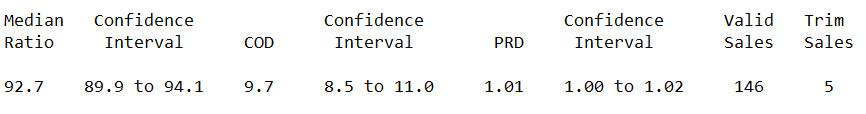 Median   Confidence            Confidence             Confidence       Valid   Trim
Ratio     Interval      COD     Interval        PRD    Interval        Sales   Sales
92.7    89.9 to 94.1    9.7    8.5 to 11.0     1.01    1.00 to 1.02     146      5